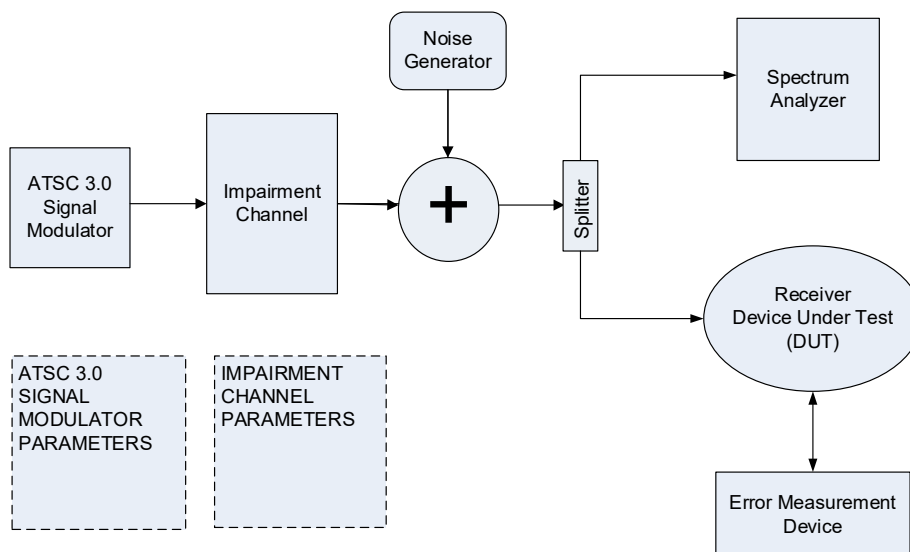 Noise
Generator
Spectrum
Analyzer
ATSC 3.0
Signal
Modulator
Impairment
Channel
+
Splitter
Receiver
Device Under Test
(DUT)
ATSC 3.0
SIGNAL
MODULATOR
PARAMETERS
IMPAIRMENT
CHANNEL
PARAMETERS
Error Measurement
Device